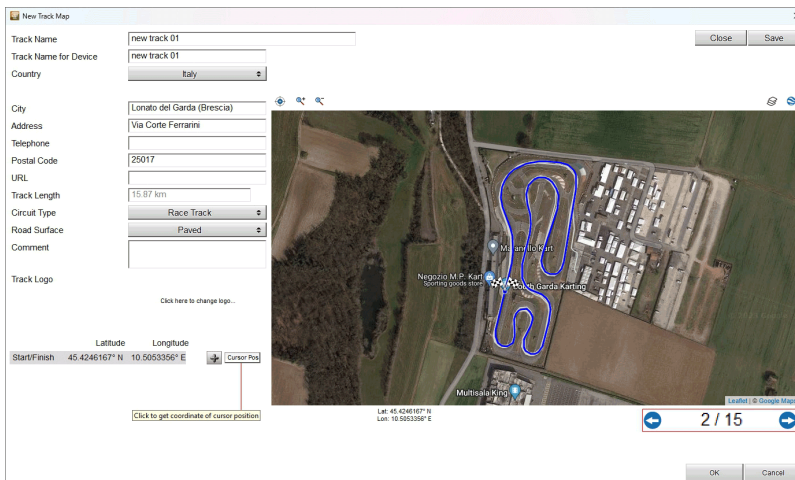 New Track Map
Track Name
new track 01
Close
Save
Track Name for Device
new track 01
Country
Italy
City
Lonato del Garda (Brescia)
Address
Via Corte Ferrarini
Telephone
Postal Code
25017
URL
Track Length
15.87 km
Circuit Type
Race Track
Road Surface
Paved
Comment
Track Logo
Click here to change logo...
Latitude Longitude
Start/Finish 45.4246167° N 10.5053356° E
Cursor Pos
Click to get coordinate of cursor position
Maranello Kart
Negozio M.P. Kart
Sporting goods store
South Garda Karting
Multisala King
Leaflet | © Google Maps
Lat: 45.4246167° N
Lon: 10.5053356° E
2 / 15
OK
Cancel